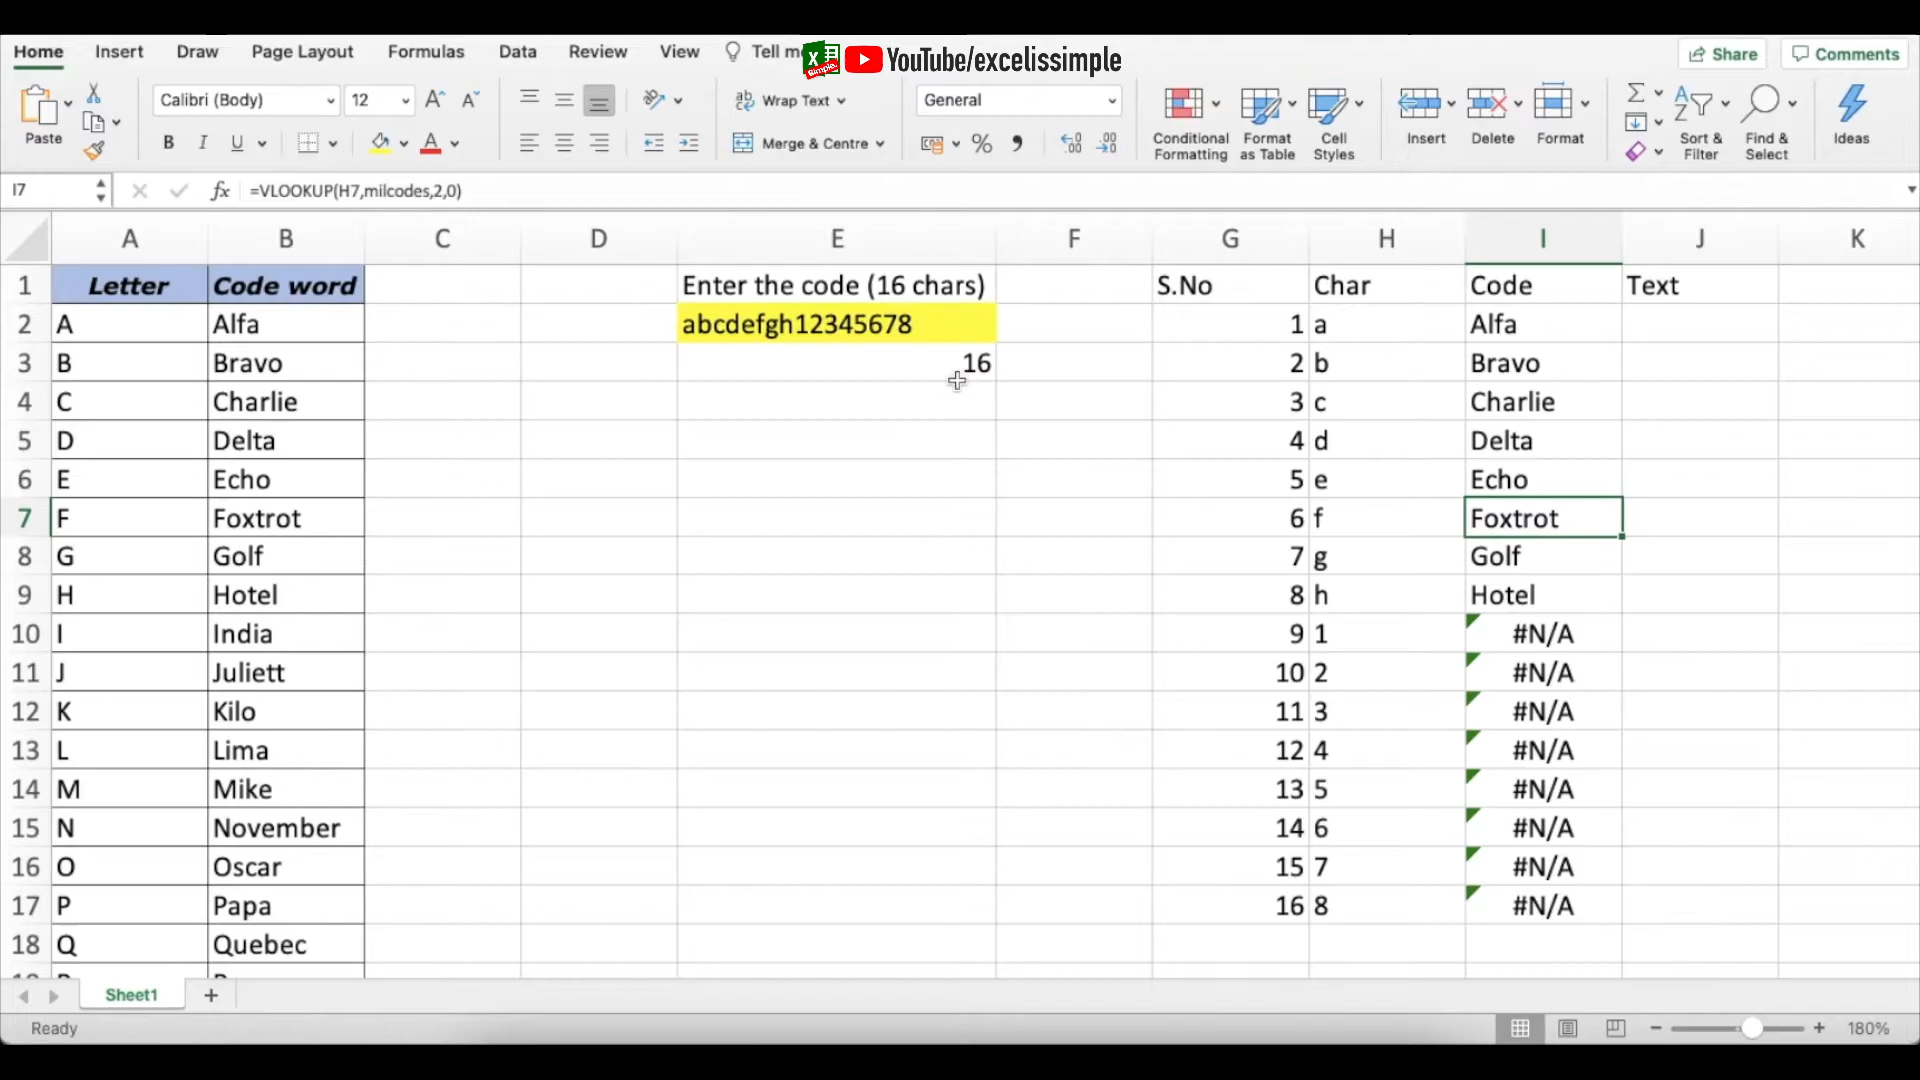 Home Insert Draw Page Layout Formulas Data Review View Tell me YouTube/excelissimple Share Comments
Simple.
Paste Calibri (Body) 12 A A Wrap Text General Conditional Formatting Format as Table Cell Styles Insert Delete Format Sort & Filter Find & Select Ideas
B I U A Merge & Centre %
I7 fx =VLOOKUP(H7,milcodes,2,0)
A B C D E F G H I J K
1 Letter Code word Enter the code (16 chars) S.No Char Code Text
2 A Alfa abcdefgh12345678 1 a Alfa
3 B Bravo 16 2 b Bravo
4 C Charlie 3 c Charlie
5 D Delta 4 d Delta
6 E Echo 5 e Echo
7 F Foxtrot 6 f Foxtrot
8 G Golf 7 g Golf
9 H Hotel 8 h Hotel
10 I India 9 1 #N/A
11 J Juliett 10 2 #N/A
12 K Kilo 11 3 #N/A
13 L Lima 12 4 #N/A
14 M Mike 13 5 #N/A
15 N November 14 6 #N/A
16 O Oscar 15 7 #N/A
17 P Papa 16 8 #N/A
18 Q Quebec
Sheet1 +
Ready 180%